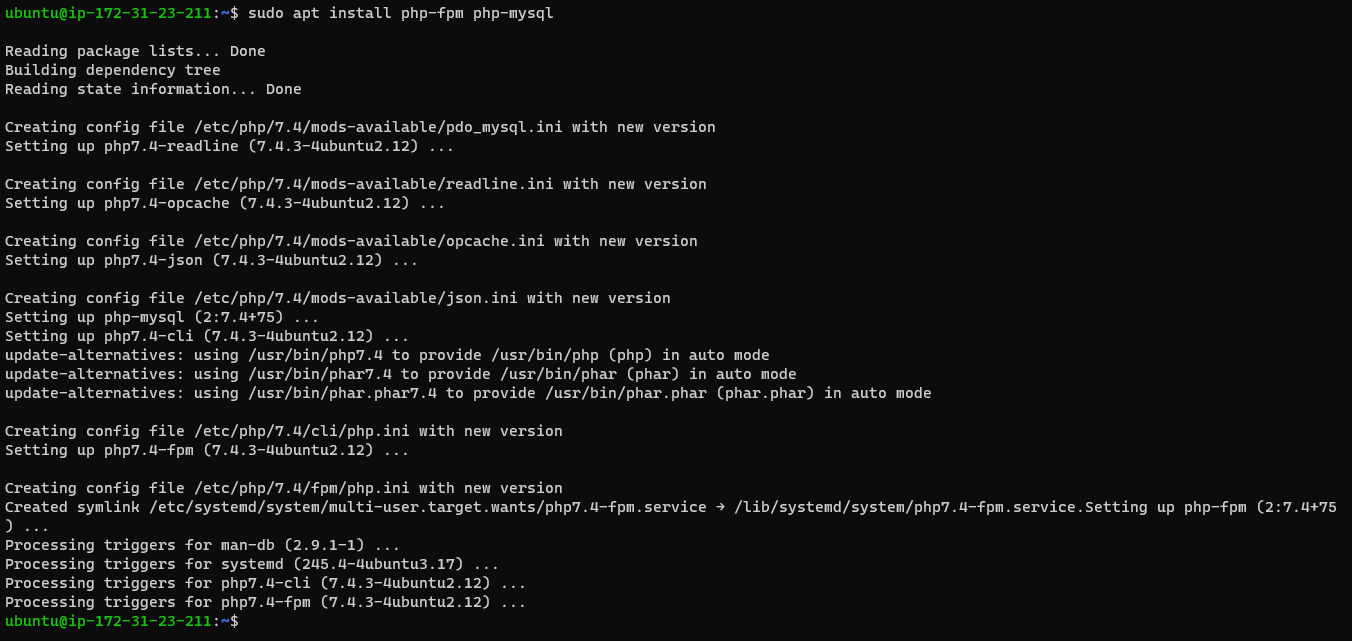 ubuntu@ip-172-31-23-211:~$ sudo apt install php-fpm php-mysql
Reading package lists... Done
Building dependency tree
Reading state information... Done
Creating config file /etc/php/7.4/mods-available/pdo_mysql.ini with new version
Setting up php7.4-readline (7.4.3-4ubuntu2.12) ...
Creating config file /etc/php/7.4/mods-available/readline.ini with new version
Setting up php7.4-opcache (7.4.3-4ubuntu2.12) ...
Creating config file /etc/php/7.4/mods-available/opcache.ini with new version
Setting up php7.4-json (7.4.3-4ubuntu2.12) ...
Creating config file /etc/php/7.4/mods-available/json.ini with new version
Setting up php-mysql (2:7.4+75) ...
Setting up php7.4-cli (7.4.3-4ubuntu2.12) ...
update-alternatives: using /usr/bin/php7.4 to provide /usr/bin/php (php) in auto mode
update-alternatives: using /usr/bin/phar7.4 to provide /usr/bin/phar (phar) in auto mode
update-alternatives: using /usr/bin/phar.phar7.4 to provide /usr/bin/phar.phar (phar.phar) in auto mode
Creating config file /etc/php/7.4/cli/php.ini with new version
Setting up php7.4-fpm (7.4.3-4ubuntu2.12) ...
Creating config file /etc/php/7.4/fpm/php.ini with new version
Created symlink /etc/systemd/system/multi-user.target.wants/php7.4-fpm.service → /lib/systemd/system/php7.4-fpm.service.Setting up php-fpm (2:7.4+75
) ...
Processing triggers for man-db (2.9.1-1) ...
Processing triggers for systemd (245.4-4ubuntu3.17) ...
Processing triggers for php7.4-cli (7.4.3-4ubuntu2.12) ...
Processing triggers for php7.4-fpm (7.4.3-4ubuntu2.12) ...
ubuntu@ip-172-31-23-211:~$